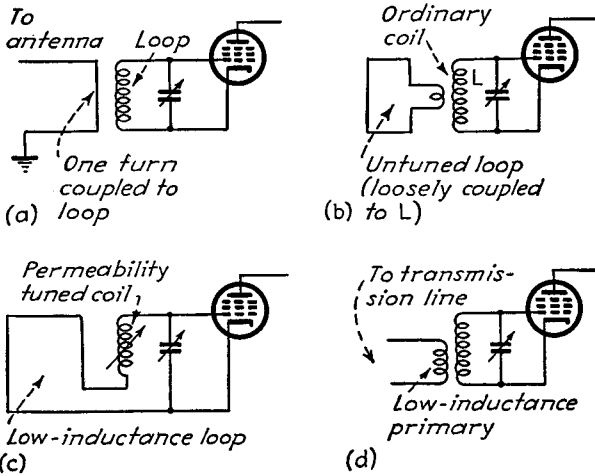 To
antenna
Loop
One turn
coupled to
loop
(a)
Ordinary
coil
L
Untuned loop
(loosely coupled
to L)
(b)
Permeability
tuned coil
Low-inductance loop
(c)
To transmis-
sion line
Low-inductance
primary
(d)